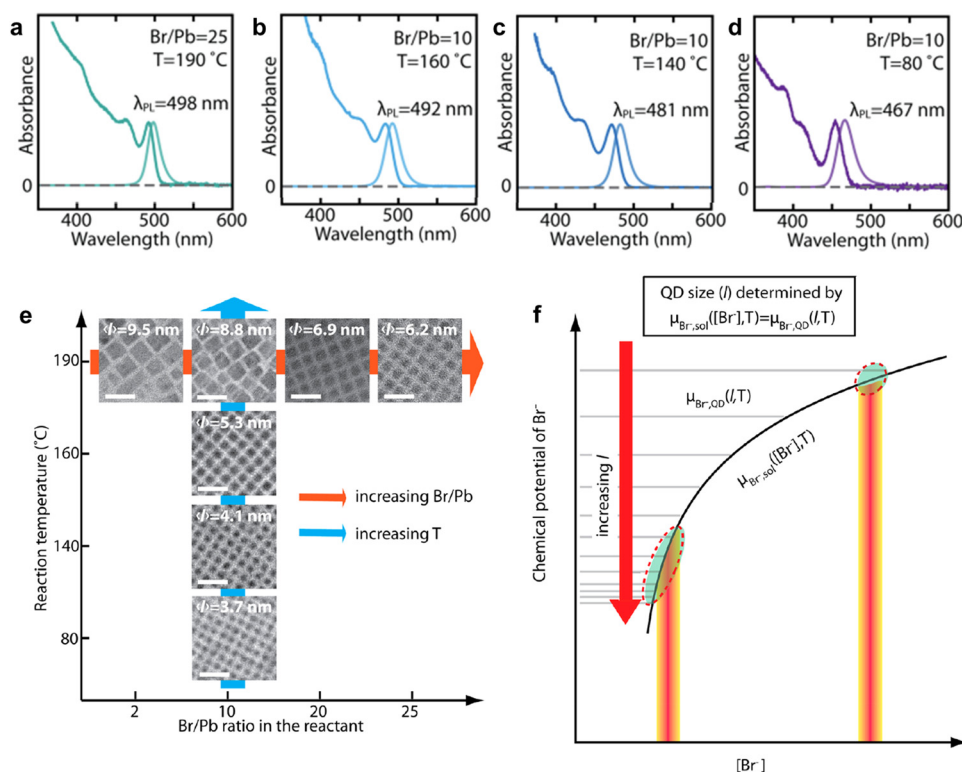 a
Br/Pb=25
T=190 ˚C
λPL=498 nm
Absorbance
0
400
500
600
Wavelength (nm)
b
Br/Pb=10
T=160 ˚C
λPL=492 nm
Absorbance
0
400
500
600
Wavelength (nm)
c
Br/Pb=10
T=140 ˚C
λPL=481 nm
Absorbance
0
400
500
600
Wavelength (nm)
d
Br/Pb=10
T=80 ˚C
λPL=467 nm
Absorbance
0
400
500
600
Wavelength (nm)
e
Φ=9.5 nm
Φ=8.8 nm
Φ=6.9 nm
Φ=6.2 nm
Φ=5.3 nm
Φ=4.1 nm
Φ=3.7 nm
increasing Br/Pb
increasing T
Reaction temperature (˚C)
190
160
140
80
2
10
20
25
Br/Pb ratio in the reactant
f
QD size (l) determined by
μBr-,sol([Br-],T)=μBr-,QD(l,T)
μBr-,QD(l,T)
μBr-,sol([Br-],T)
increasing l
Chemical potential of Br-
[Br-]